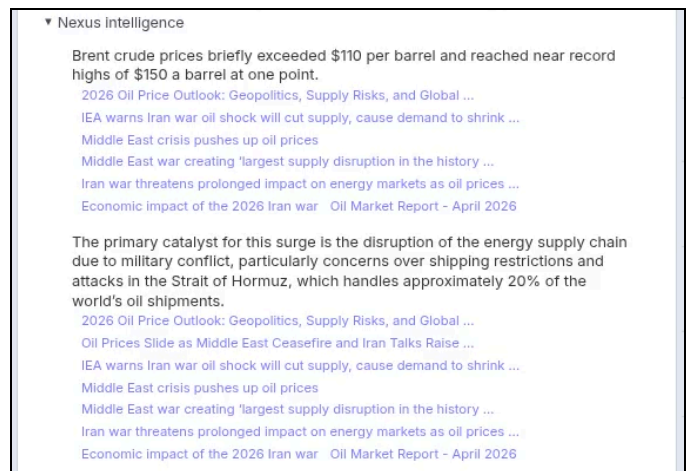 ▼ Nexus intelligence
Brent crude prices briefly exceeded $110 per barrel and reached near record
highs of $150 a barrel at one point.
2026 Oil Price Outlook: Geopolitics, Supply Risks, and Global ...
IEA warns Iran war oil shock will cut supply, cause demand to shrink ...
Middle East crisis pushes up oil prices
Middle East war creating ‘largest supply disruption in the history ...
Iran war threatens prolonged impact on energy markets as oil prices ...
Economic impact of the 2026 Iran war Oil Market Report - April 2026
The primary catalyst for this surge is the disruption of the energy supply chain
due to military conflict, particularly concerns over shipping restrictions and
attacks in the Strait of Hormuz, which handles approximately 20% of the
world’s oil shipments.
2026 Oil Price Outlook: Geopolitics, Supply Risks, and Global ...
Oil Prices Slide as Middle East Ceasefire and Iran Talks Raise ...
IEA warns Iran war oil shock will cut supply, cause demand to shrink ...
Middle East crisis pushes up oil prices
Middle East war creating ‘largest supply disruption in the history ...
Iran war threatens prolonged impact on energy markets as oil prices ...
Economic impact of the 2026 Iran war Oil Market Report - April 2026